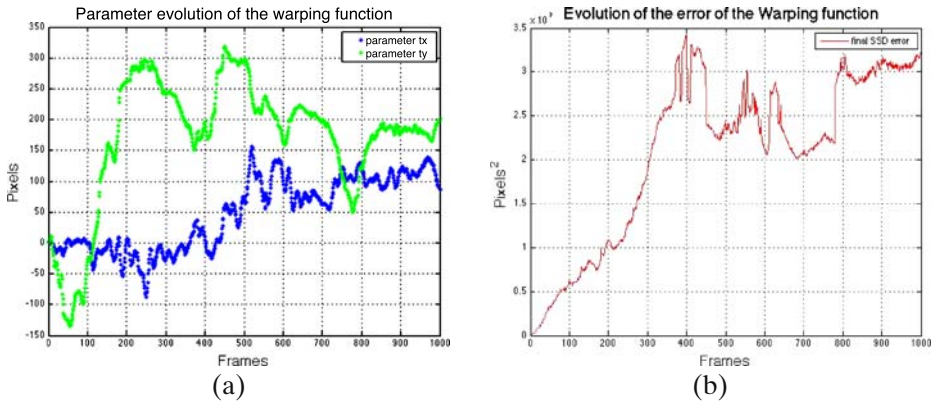 Parameter evolution of the warping function
350
300
250
200
150
100
50
0
-50
-100
-150
Pixels
parameter tx
parameter ty
0 100 200 300 400 500 600 700 800 900 1000
Frames
(a)
Evolution of the error of the Warping function
3.5
3
2.5
2
1.5
1
0.5
0
Pixels²
final SSD error
0 100 200 300 400 500 600 700 800 900 1000
Frames
(b)